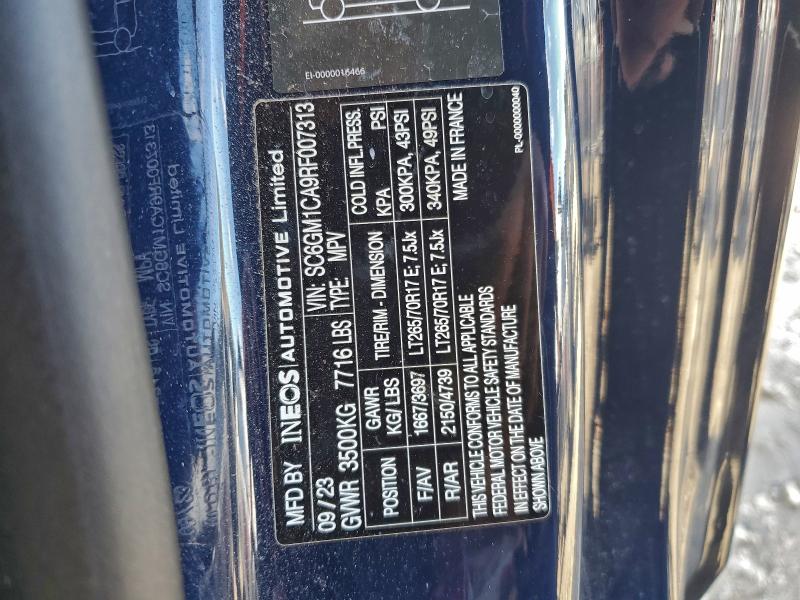 EI-0000016466
MFD BY INEOS AUTOMOTIVE Limited
09/23 VIN: SC6GM1CA9RF007313
GVWR 3500KG 7716 LBS TYPE: MPV
GAWR TIRE/RIM - DIMENSION COLD INFL.PRESS.
POSITION KG/LBS KPA PSI
F/AV 1667/3697 LT265/70R17 E; 7.5Jx 300KPA, 43PSI
R/AR 2150/4739 LT265/70R17 E; 7.5Jx 340KPA, 49PSI
THIS VEHICLE CONFORMS TO ALL APPLICABLE MADE IN FRANCE
FEDERAL MOTOR VEHICLE SAFETY STANDARDS
IN EFFECT ON THE DATE OF MANUFACTURE
SHOWN ABOVE
PL-0000000040